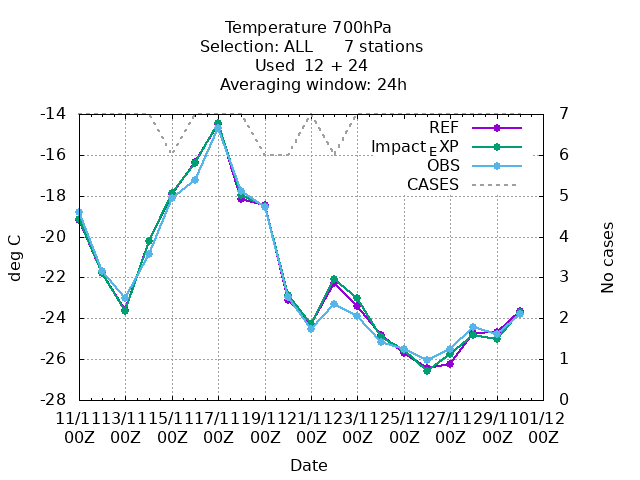 Temperature 700hPa
Selection: ALL 7 stations
Used 12 + 24
Averaging window: 24h
-14
-16
-18
-20
-22
-24
-26
-28
deg C
7
6
5
4
3
2
1
0
No cases
REF
Impact_EXP
OBS
CASES
11/11 13/11 15/11 17/11 19/11 21/11 23/11 25/11 27/11 29/11 01/12
00Z 00Z 00Z 00Z 00Z 00Z 00Z 00Z 00Z 00Z 00Z
Date